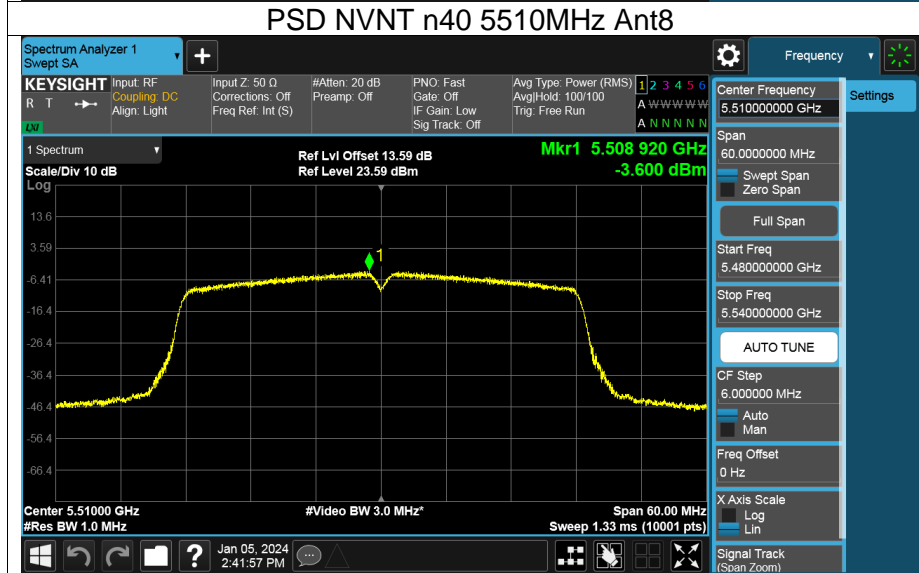 PSD NVNT n40 5510MHz Ant8
Spectrum Analyzer 1
Swept SA
+
Frequency
KEYSIGHT
R T
LXI
Input: RF
Coupling: DC
Align: Light
Input Z: 50 Ω
Corrections: Off
Freq Ref: Int (S)
#Atten: 20 dB
Preamp: Off
PNO: Fast
Gate: Off
IF Gain: Low
Sig Track: Off
Avg Type: Power (RMS)
Avg|Hold: 100/100
Trig: Free Run
1 2 3 4 5 6
A W W W W W
A N N N N N
1 Spectrum
Scale/Div 10 dB
Log
Ref Lvl Offset 13.59 dB
Ref Level 23.59 dBm
Mkr1 5.508 920 GHz
-3.600 dBm
1
13.6
3.59
-6.41
-16.4
-26.4
-36.4
-46.4
-56.4
-66.4
Center 5.51000 GHz
#Res BW 1.0 MHz
#Video BW 3.0 MHz*
Span 60.00 MHz
Sweep 1.33 ms (10001 pts)
Center Frequency
5.510000000 GHz
Settings
Span
60.0000000 MHz
Swept Span
Zero Span
Full Span
Start Freq
5.480000000 GHz
Stop Freq
5.540000000 GHz
AUTO TUNE
CF Step
6.000000 MHz
Auto
Man
Freq Offset
0 Hz
X Axis Scale
Log
Lin
Signal Track
(Span Zoom)
?
Jan 05, 2024
2:41:57 PM